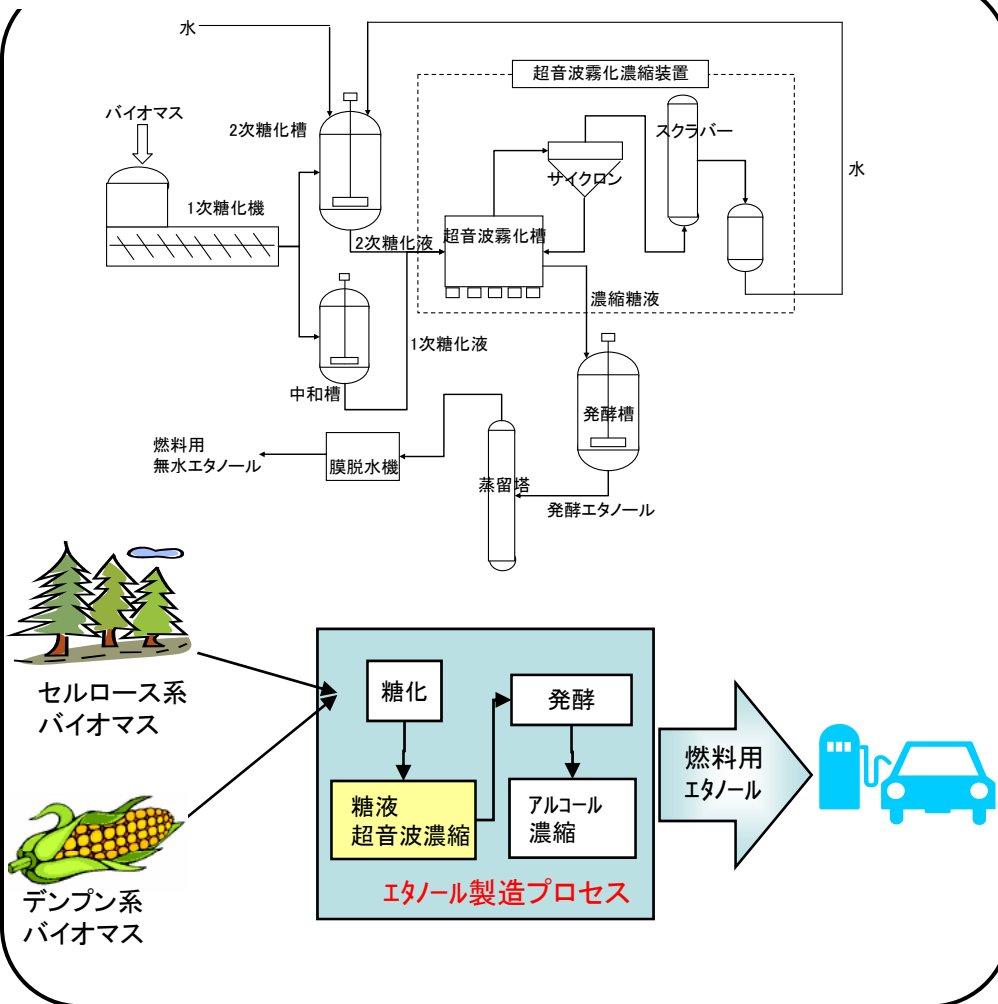 水
超音波霧化濃縮装置
バイオマス
2次糖化槽
スクラバー
サイクロン
水
1次糖化機
2次糖化液
超音波霧化槽
濃縮糖液
1次糖化液
中和槽
発酵槽
燃料用
無水エタノール
膜脱水機
蒸留塔
発酵エタノール
セルロース系
バイオマス
糖化
発酵
燃料用
エタノール
糖液
超音波濃縮
アルコール
濃縮
エタノール製造プロセス
デンプン系
バイオマス